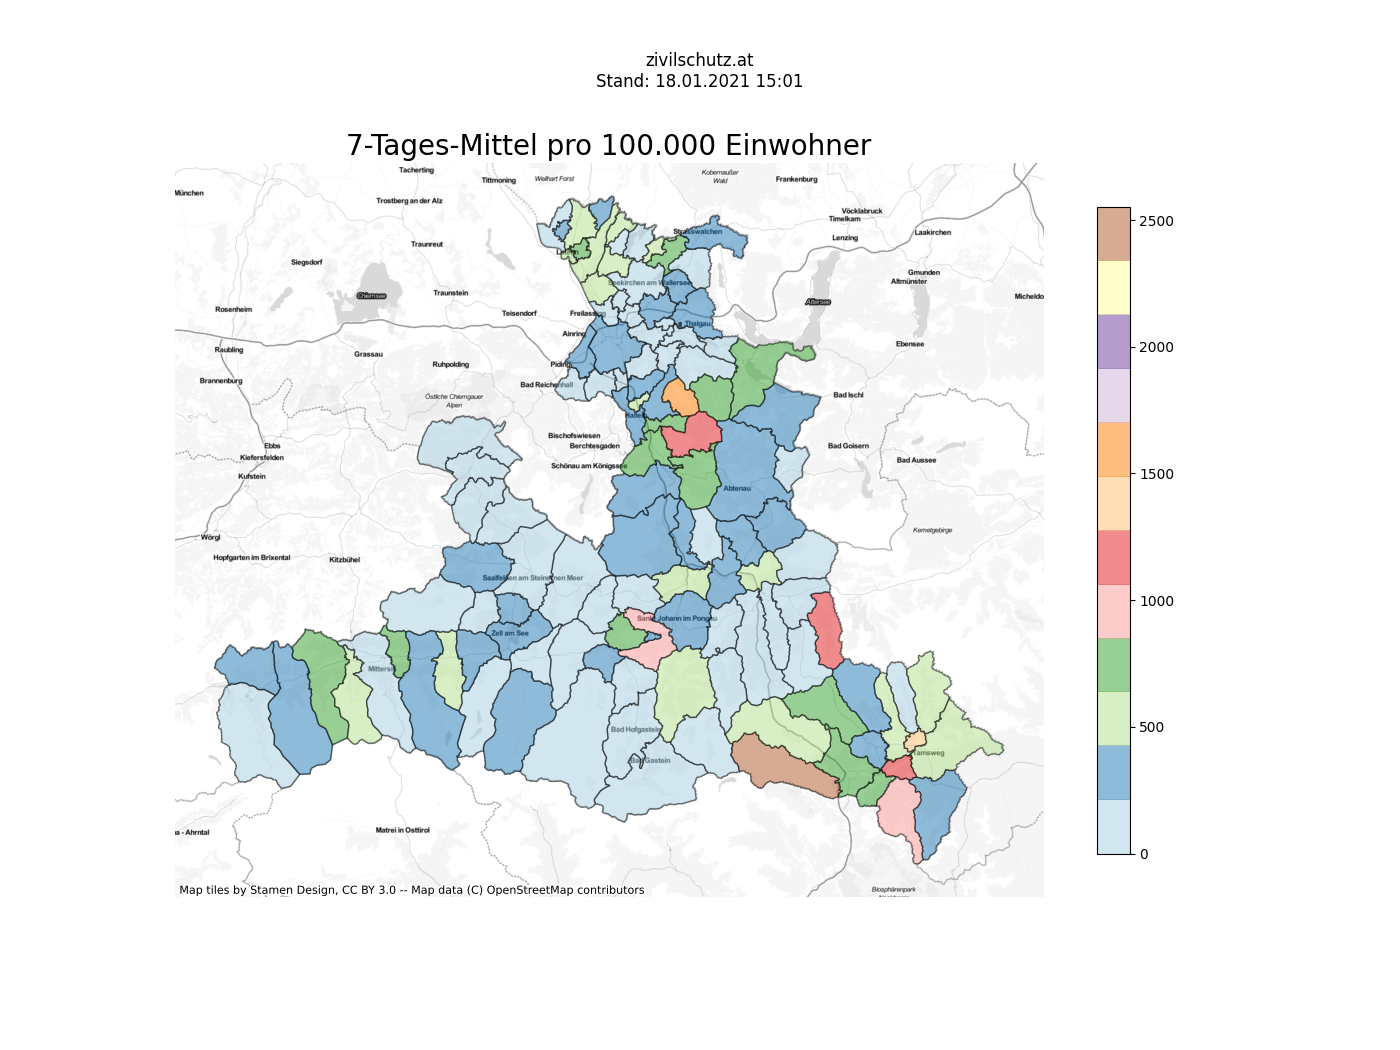 zivilschutz.at
Stand: 18.01.2021 15:01
7-Tages-Mittel pro 100.000 Einwohner
Tacherting
Tittmoning
Weilhart Forst
Kobernaußer
Wald
Frankenburg
München
Trostberg an der Alz
Vöcklabruck
Timelkam
Strasswalchen
Laakirchen
Lenzing
Traunreut
Siegsdorf
Gmunden
Altmünster
Seekirchen am Wallersee
Chiemsee
Traunstein
Micheldo
Attersee
Rosenheim
Teisendorf
Freilassing
Thalgau
Ainring
Ebensee
Raubling
Grassau
Ruhpolding
Piding
Brannenburg
Bad Reichenhall
Östliche Chiemgauer
Alpen
Bad Ischl
Hallein
Bischofswiesen
Ebbs
Berchtesgaden
Bad Goisern
Kiefersfelden
Bad Aussee
Schönau am Königssee
Kufstein
Abtenau
Kemetgebirge
Wörgl
Hopfgarten im Brixental
Kitzbühel
Saalfelden am Steinernen Meer
Sankt Johann im Pongau
Zell am See
Mittersill
Bad Hofgastein
Tamsweg
Bad Gastein
Matrei in Osttirol
na - Ahrntal
Biosphärenpark
Map tiles by Stamen Design, CC BY 3.0 -- Map data (C) OpenStreetMap contributors
2500
2000
1500
1000
500
0